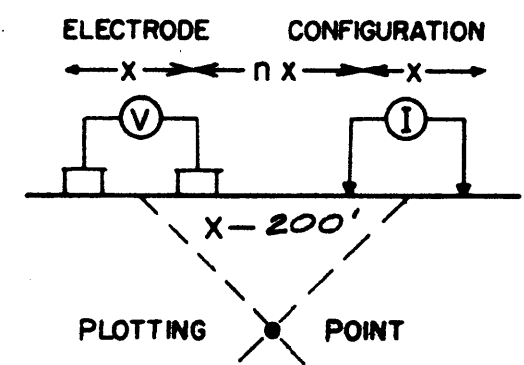 ELECTRODE CONFIGURATION
x n x x
V I
x — 200'
PLOTTING POINT